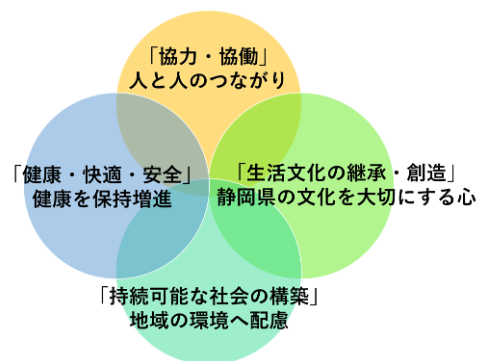 「協力・協働」
人と人のつながり
「健康・快適・安全」
健康を保持増進
「生活文化の継承・創造」
静岡県の文化を大切にする心
「持続可能な社会の構築」
地域の環境へ配慮